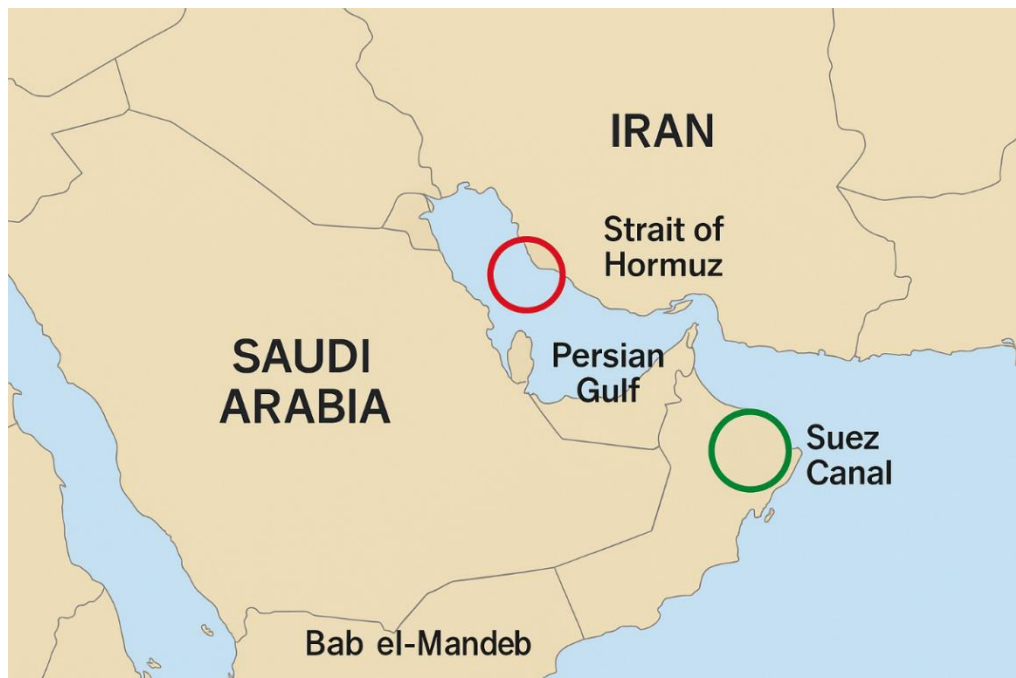 IRAN
Strait of
Hormuz
SAUDI
ARABIA
Persian
Gulf
Suez
Canal
Bab el-Mandeb